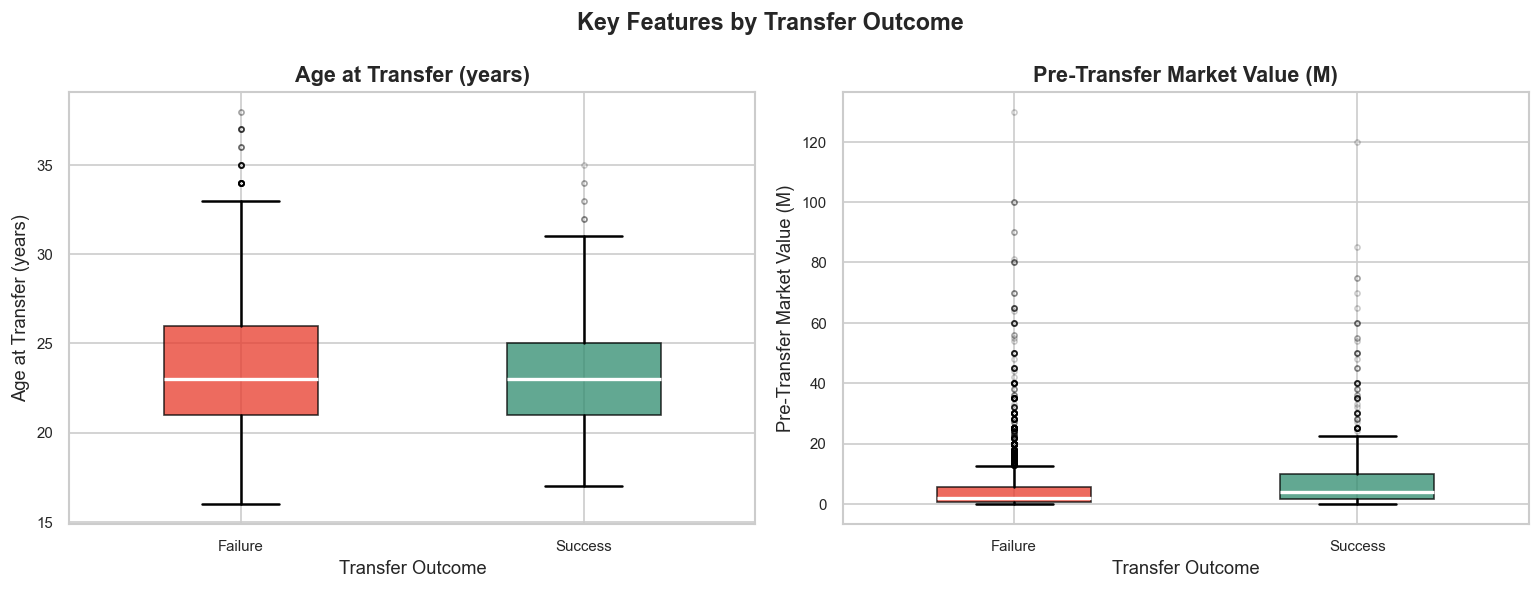 Key Features by Transfer Outcome
Age at Transfer (years)
Age at Transfer (years)
35
30
25
20
15
Failure
Success
Transfer Outcome
Pre-Transfer Market Value (M)
Pre-Transfer Market Value (M)
120
100
80
60
40
20
0
Failure
Success
Transfer Outcome